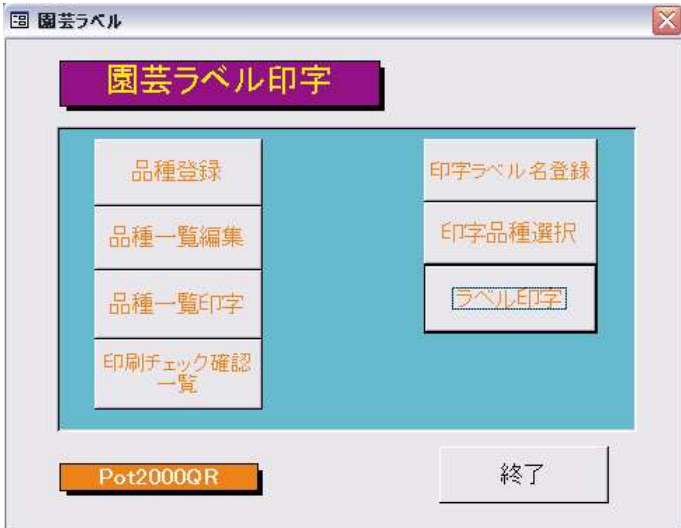 園芸ラベル
園芸ラベル印字
品種登録
印字ラベル名登録
品種一覧編集
印字品種選択
品種一覧印字
ラベル印字
印刷チェック確認
一覧
Pot2000QR
終了